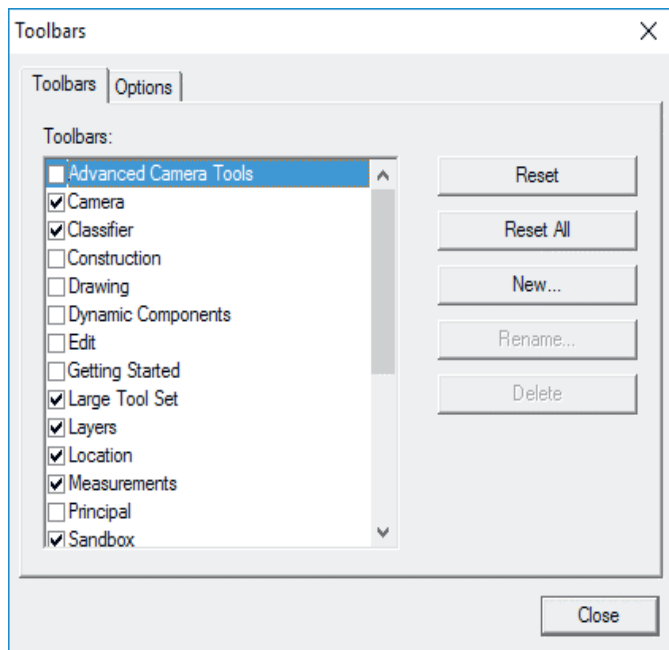 Toolbars
Toolbars
Options
Toolbars:
Advanced Camera Tools
Camera
Classifier
Construction
Drawing
Dynamic Components
Edit
Getting Started
Large Tool Set
Layers
Location
Measurements
Principal
Sandbox
Reset
Reset All
New...
Rename...
Delete
Close